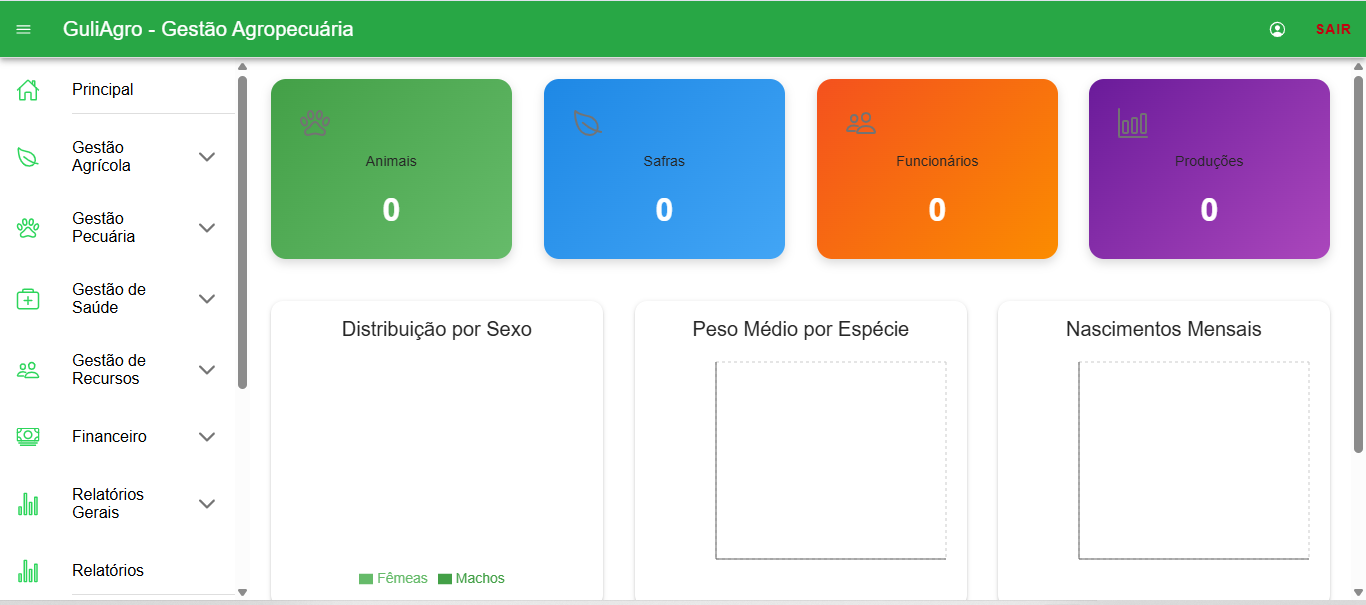 GuliAgro - Gestão Agropecuária
SAIR
Principal
Gestão
Agrícola
Gestão
Pecuária
Gestão de
Saúde
Gestão de
Recursos
Financeiro
Relatórios
Gerais
Relatórios
Animais
0
Safras
0
Funcionários
0
Produções
0
Distribuição por Sexo
Fêmeas
Machos
Peso Médio por Espécie
Nascimentos Mensais